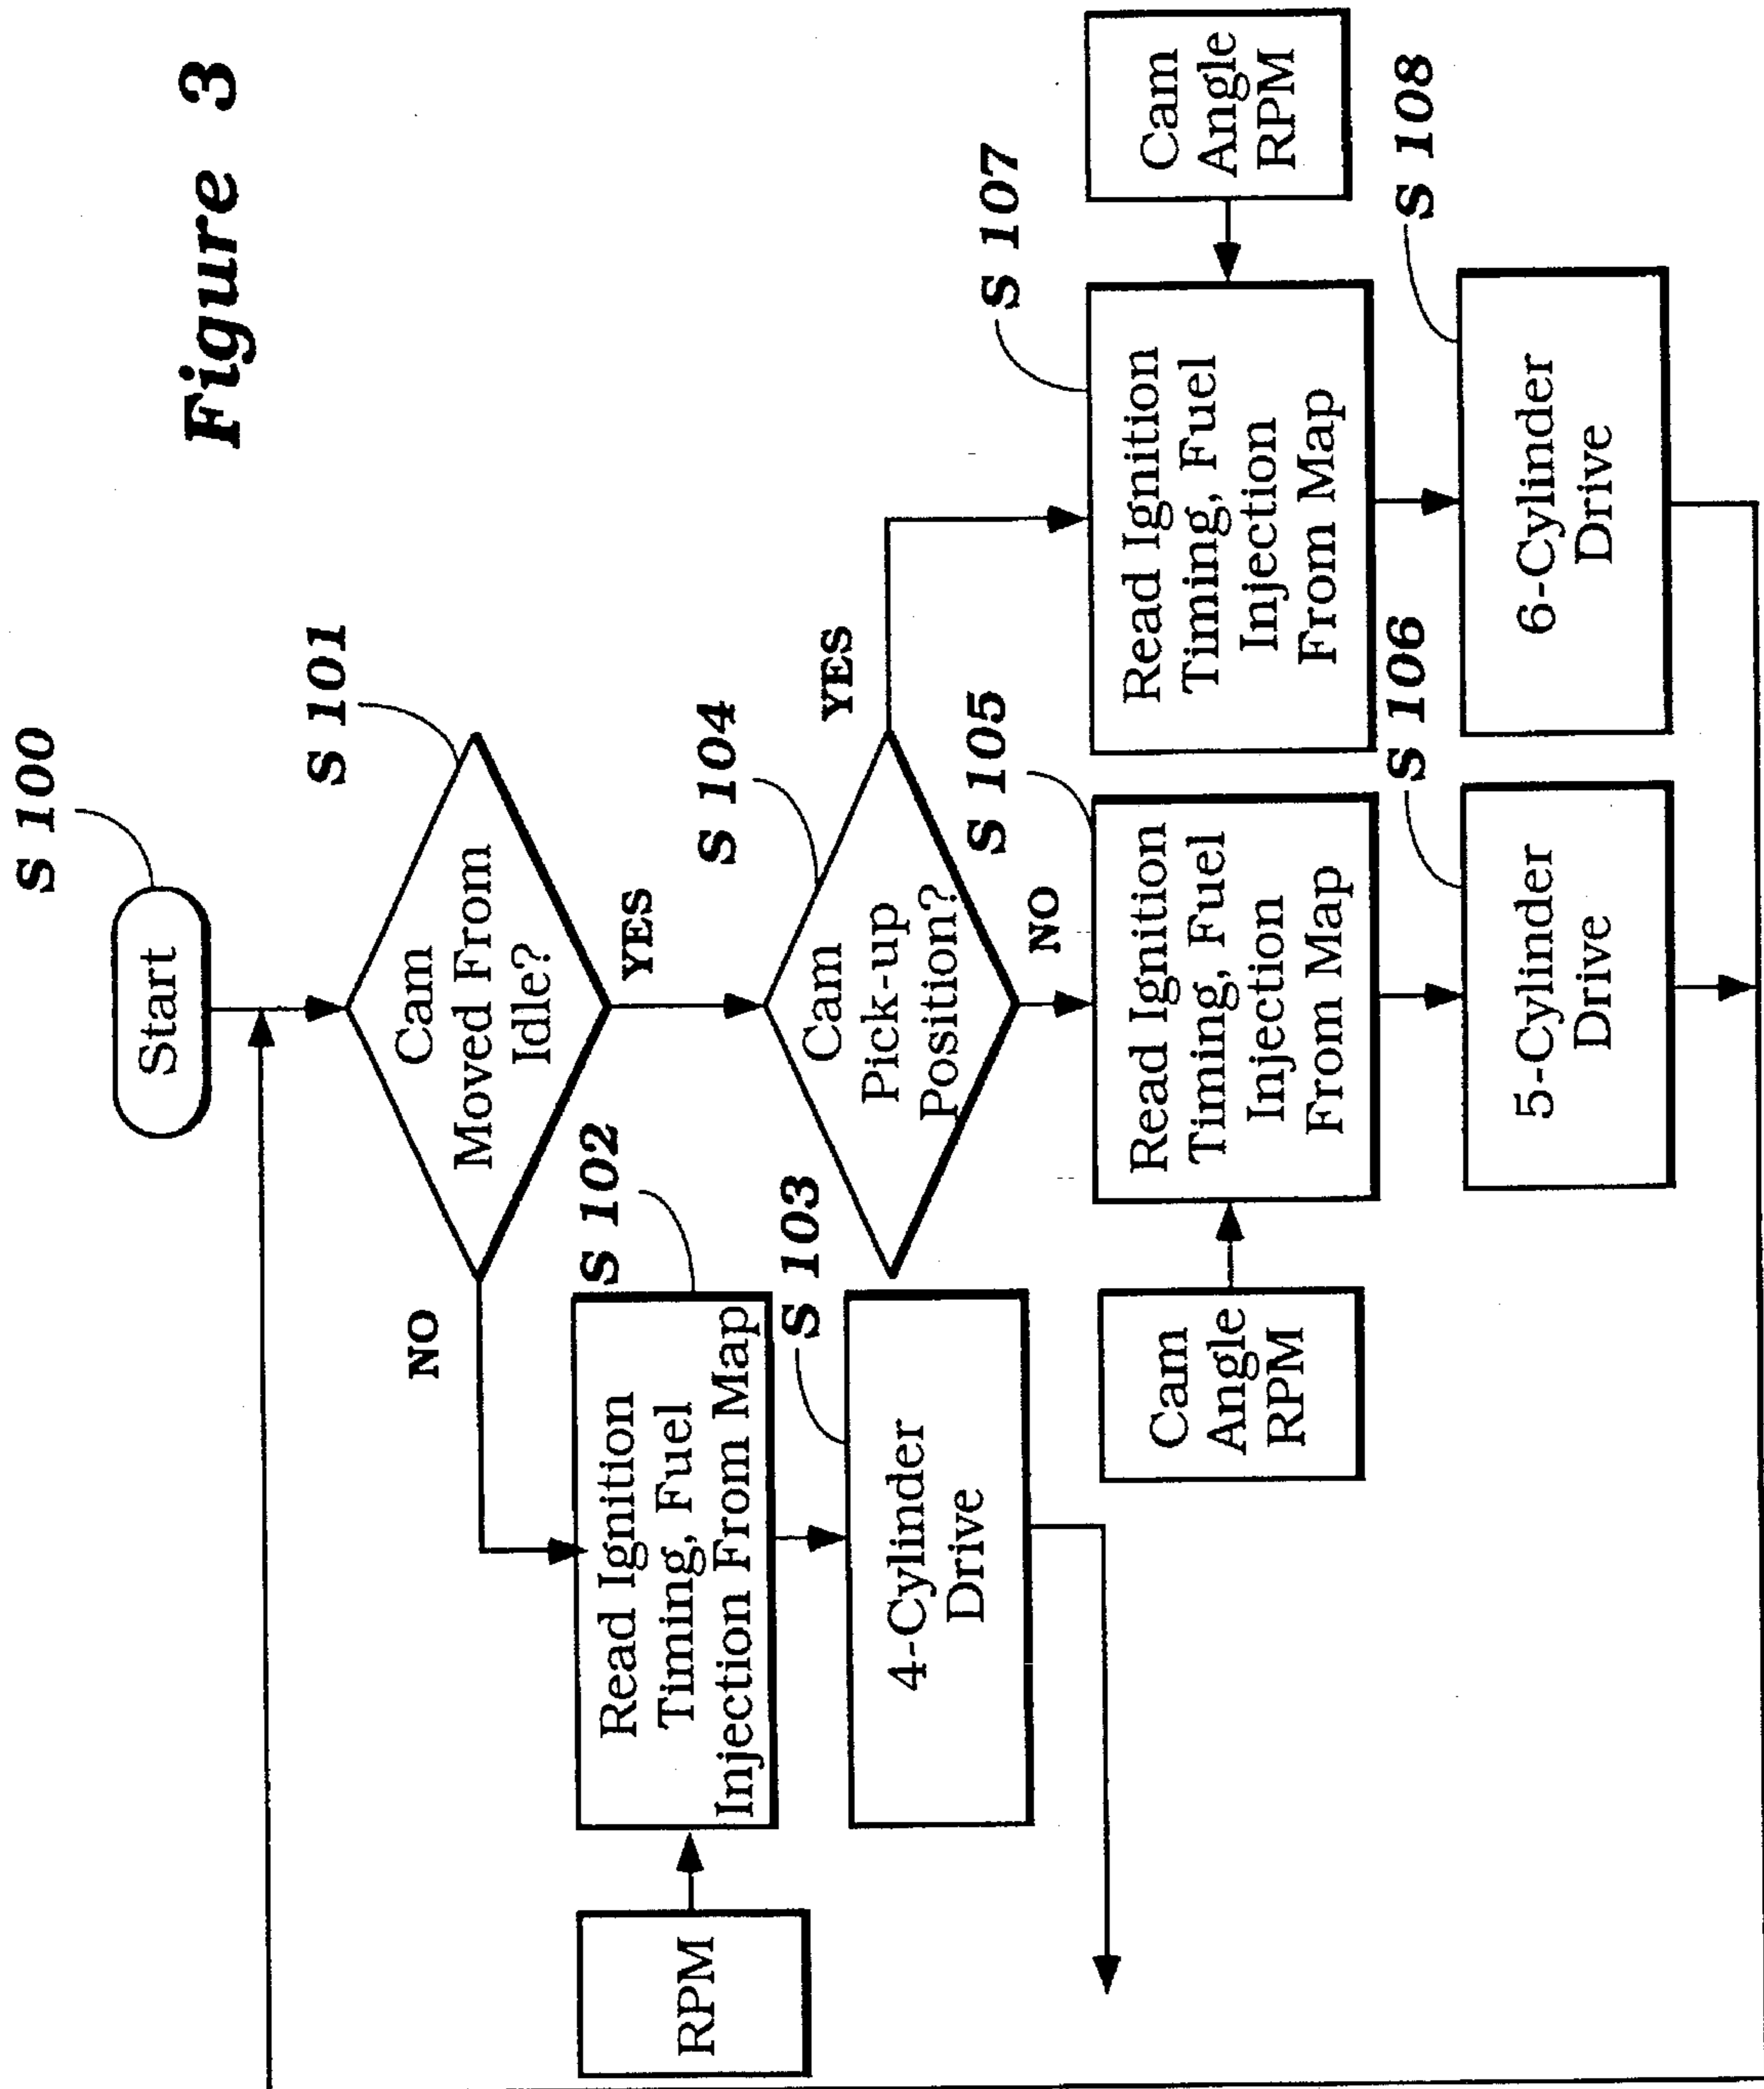 Figure 3
S 100
Start
S 101
Cam
Moved From
Idle?
NO
YES
S 102
Read Ignition
Timing, Fuel
Injection From Map
RPM
S 103
4-Cylinder
Drive
S 104
Cam
Pick-up
Position?
YES
NO
S 105
Read Ignition
Timing, Fuel
Injection
From Map
Cam
Angle
RPM
S 106
5-Cylinder
Drive
S 107
Read Ignition
Timing, Fuel
Injection
From Map
Cam
Angle
RPM
S 108
6-Cylinder
Drive